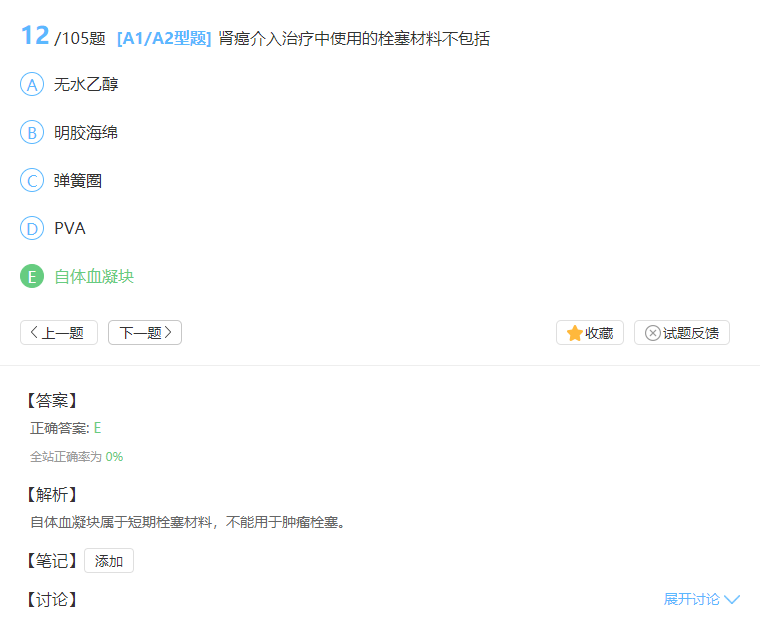 12 /105题 [A1/A2型题] 肾癌介入治疗中使用的栓塞材料不包括
A 无水乙醇
B 明胶海绵
C 弹簧圈
D PVA
E 自体血凝块
上一题 下一题 收藏 试题反馈
【答案】
正确答案: E
全站正确率为 0%
【解析】
自体血凝块属于短期栓塞材料，不能用于肿瘤栓塞。
【笔记】 添加
【讨论】 展开讨论